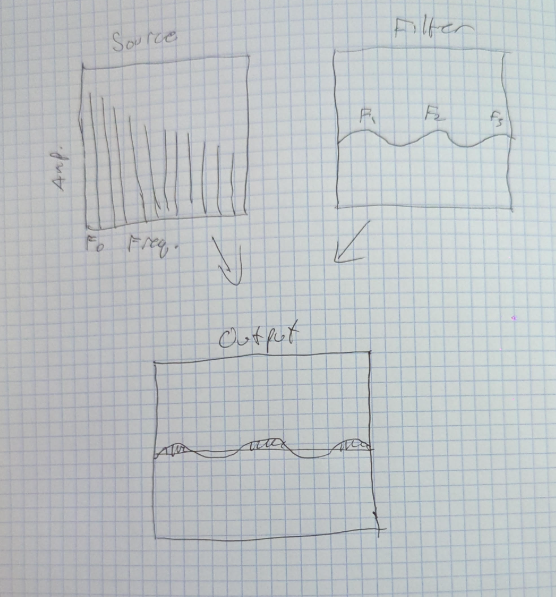 Source
Filter
Amp.
F₁ F₂ F₃
F₀ Freq.
Output